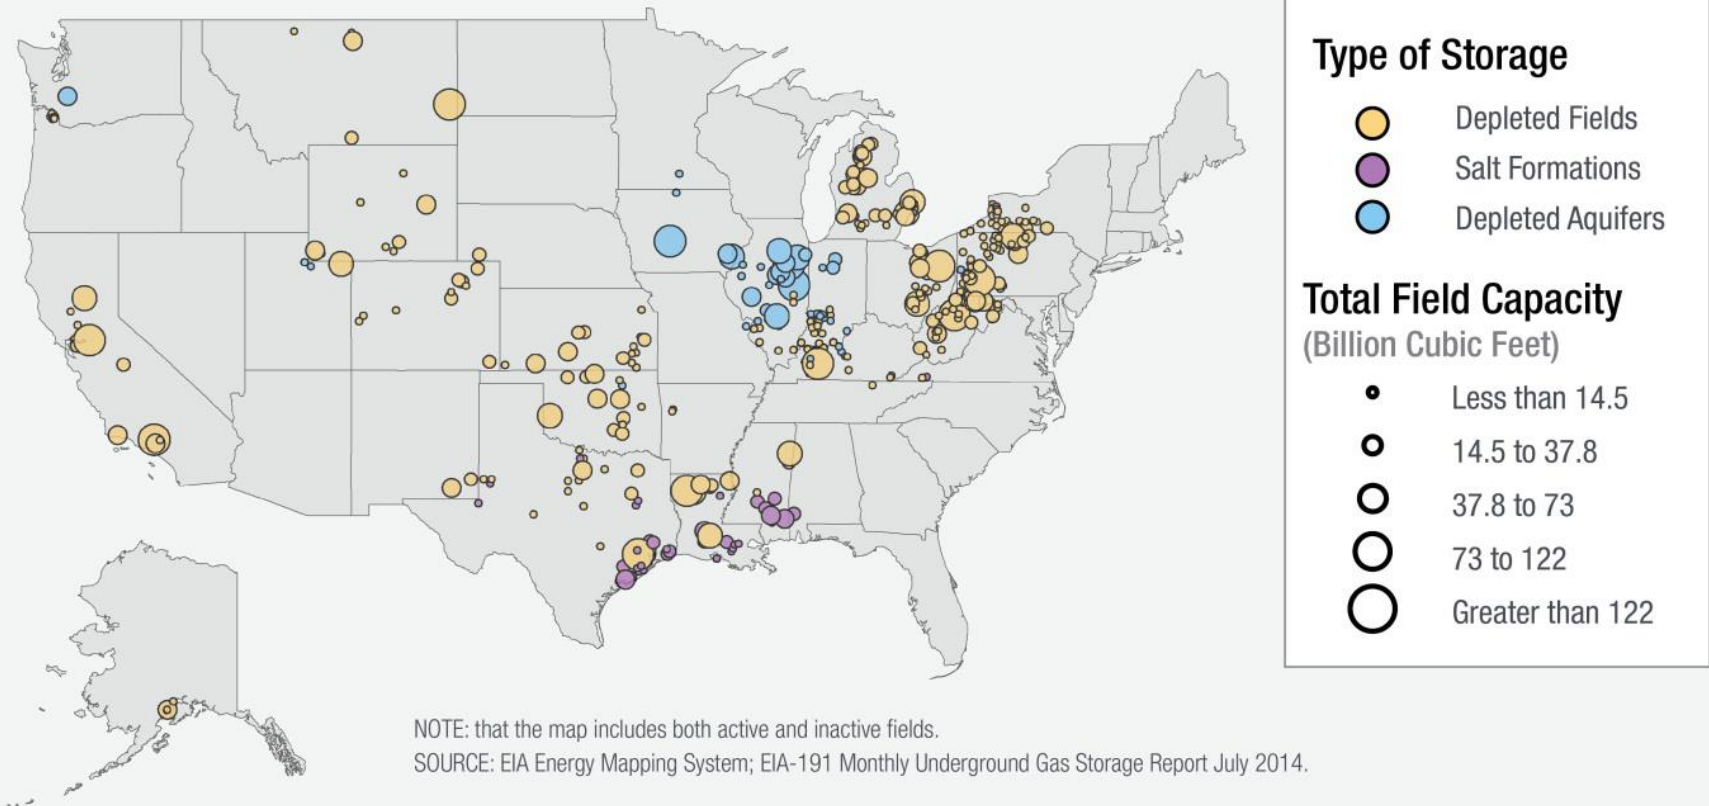 Type of Storage
Depleted Fields
Salt Formations
Depleted Aquifers
Total Field Capacity
(Billion Cubic Feet)
Less than 14.5
14.5 to 37.8
37.8 to 73
73 to 122
Greater than 122
NOTE: that the map includes both active and inactive fields.
SOURCE: EIA Energy Mapping System; EIA-191 Monthly Underground Gas Storage Report July 2014.